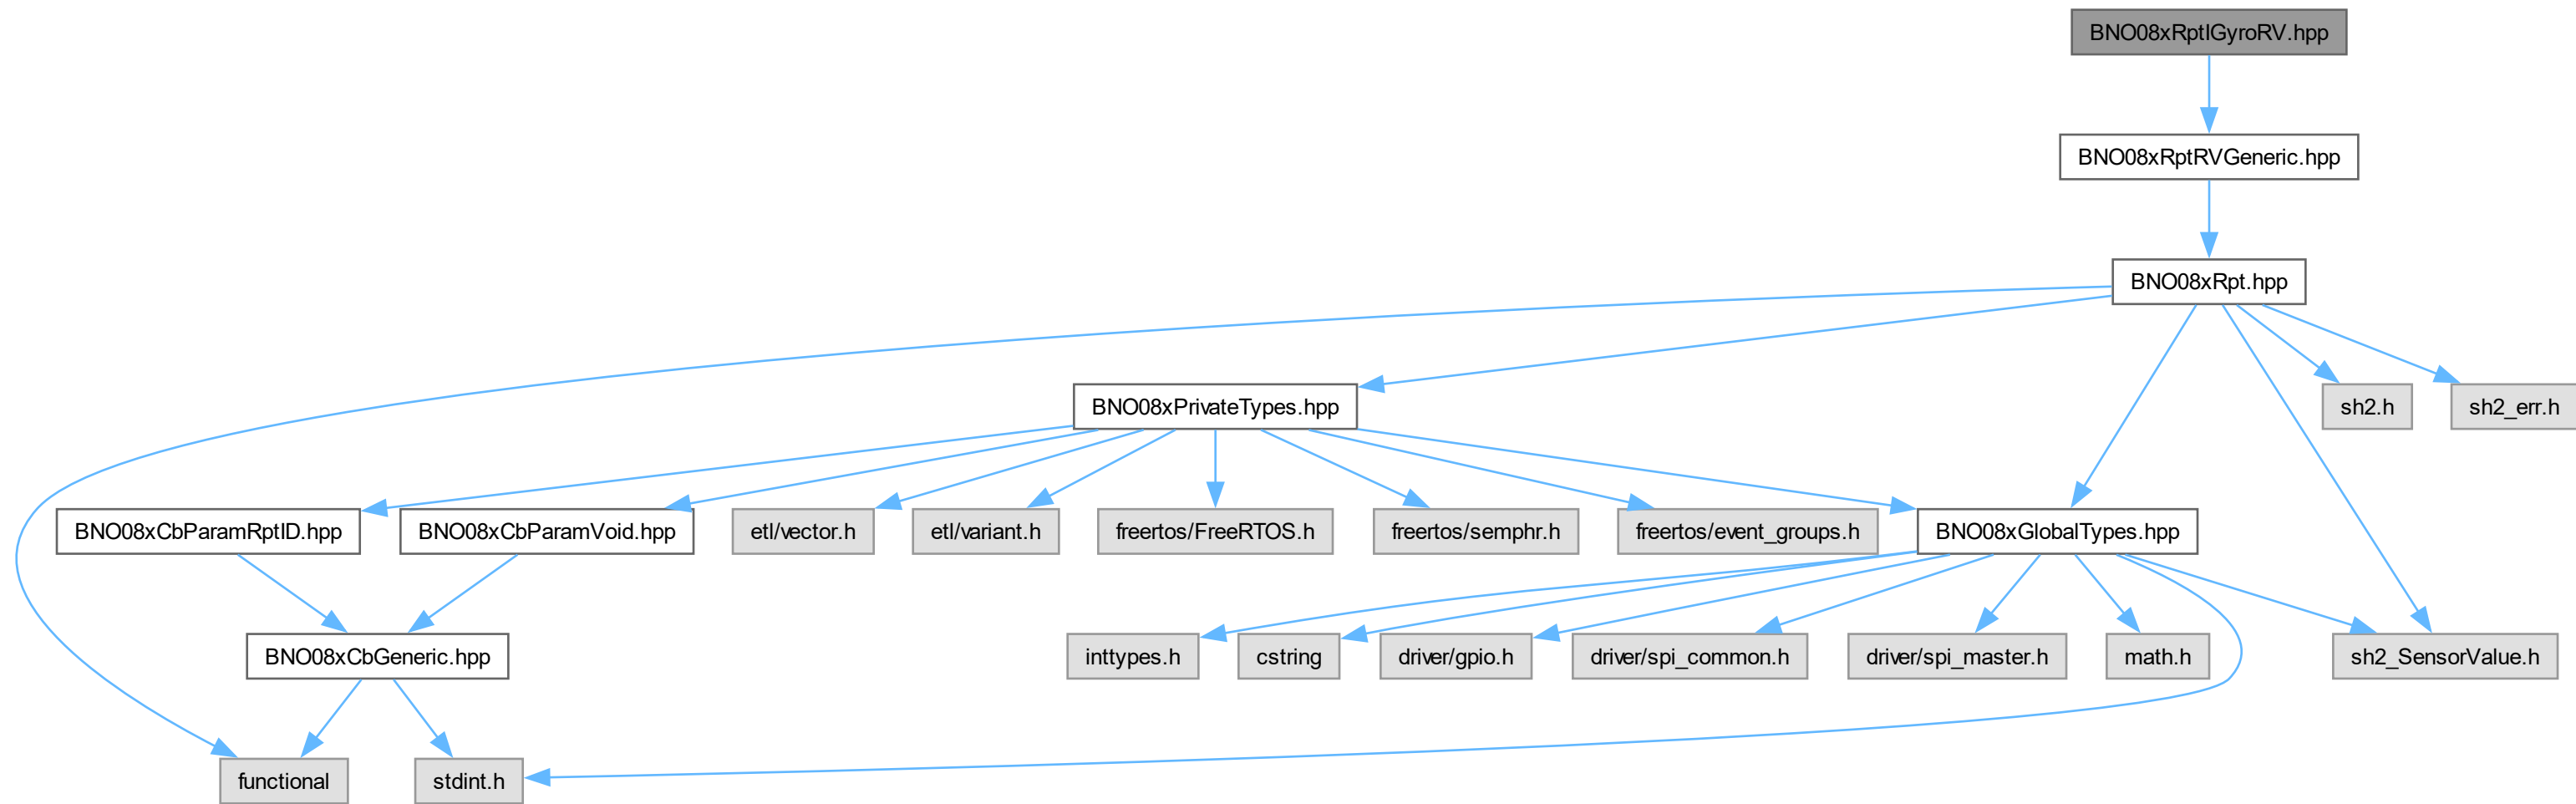 BNO08xRptIGyroRV.hpp
BNO08xRptRVGeneric.hpp
BNO08xRpt.hpp
BNO08xPrivateTypes.hpp
sh2.h
sh2_err.h
BNO08xCbParamRptID.hpp
BNO08xCbParamVoid.hpp
etl/vector.h
etl/variant.h
freertos/FreeRTOS.h
freertos/semphr.h
freertos/event_groups.h
BNO08xGlobalTypes.hpp
BNO08xCbGeneric.hpp
inttypes.h
cstring
driver/gpio.h
driver/spi_common.h
driver/spi_master.h
math.h
sh2_SensorValue.h
functional
stdint.h